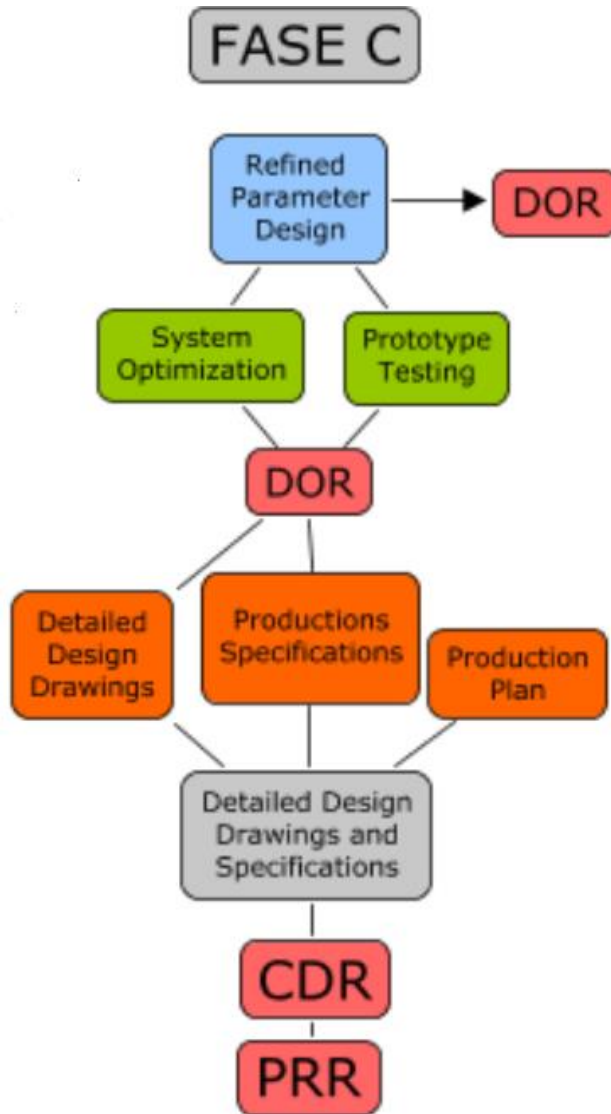 FASE C
Refined
Parameter
Design
DOR
System
Optimization
Prototype
Testing
DOR
Detailed
Design
Drawings
Productions
Specifications
Production
Plan
Detailed Design
Drawings and
Specifications
CDR
PRR